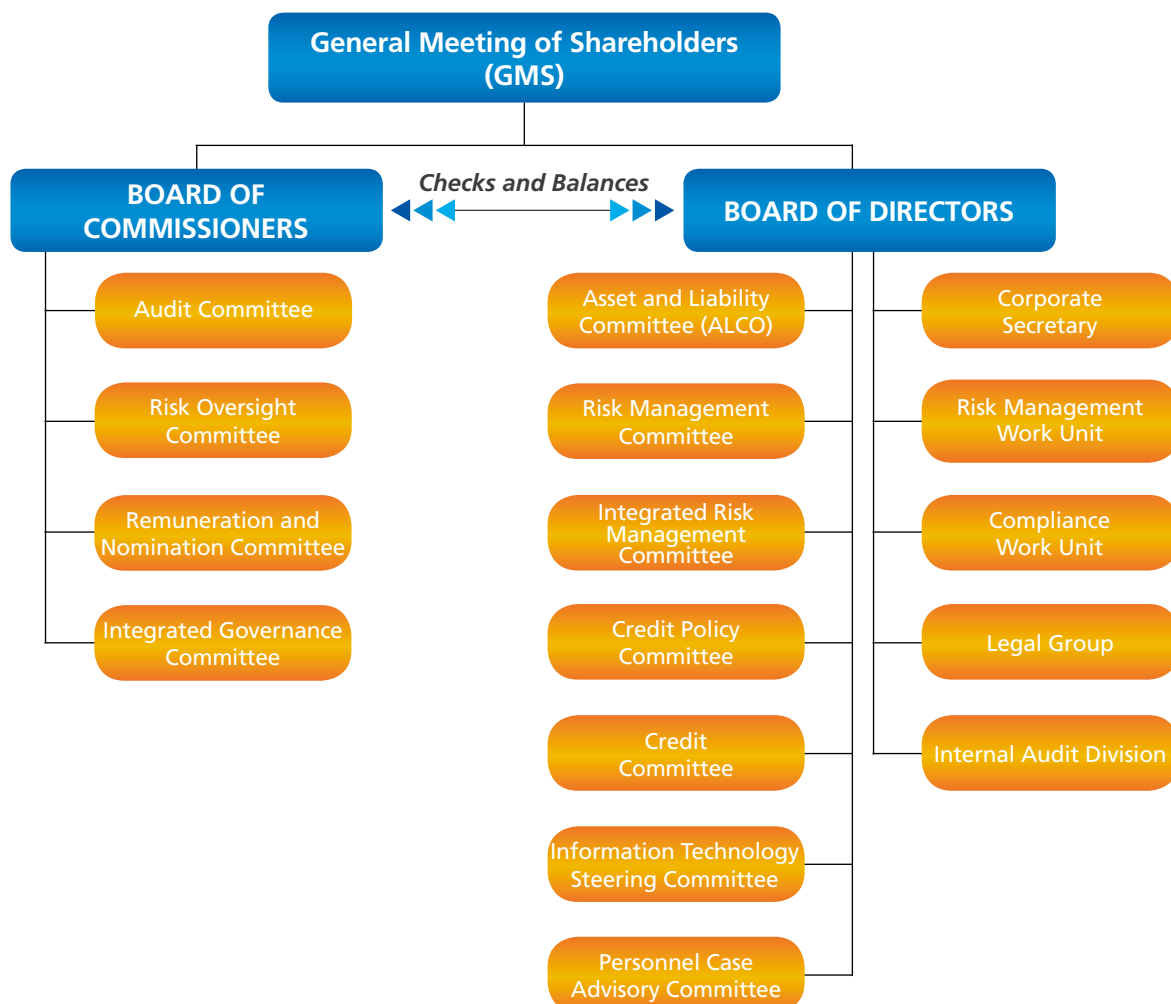 General Meeting of Shareholders
(GMS)
BOARD OF
COMMISSIONERS
Checks and Balances
BOARD OF DIRECTORS
Audit Committee
Risk Oversight
Committee
Remuneration and
Nomination Committee
Integrated Governance
Committee
Asset and Liability
Committee (ALCO)
Risk Management
Committee
Integrated Risk
Management
Committee
Credit Policy
Committee
Credit
Committee
Information Technology
Steering Committee
Personnel Case
Advisory Committee
Corporate
Secretary
Risk Management
Work Unit
Compliance
Work Unit
Legal Group
Internal Audit Division